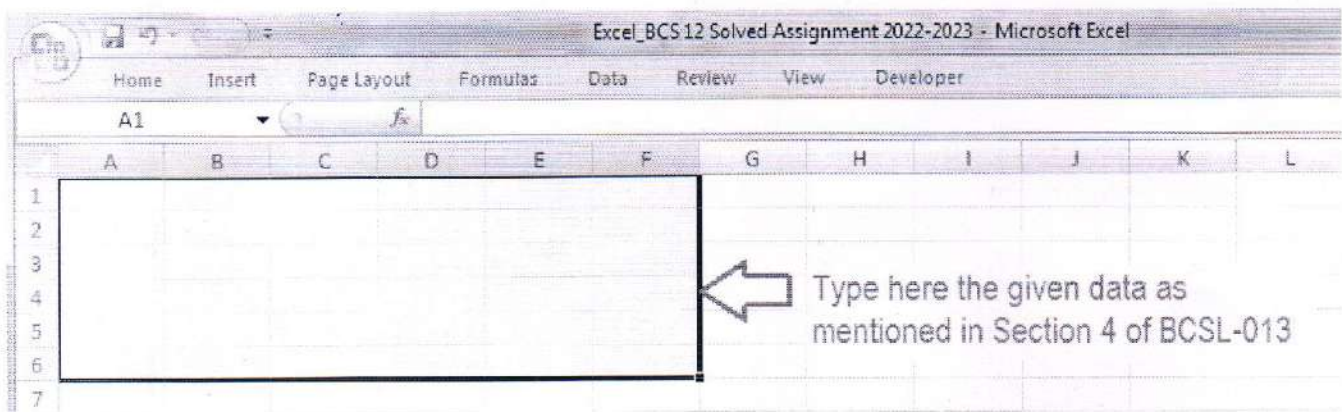 Excel_BCS 12 Solved Assignment 2022-2023 - Microsoft Excel
Home Insert Page Layout Formulas Data Review View Developer
A1 fx
A B C D E F G H I J K L
1
2
3
4
5
6
7
Type here the given data as
mentioned in Section 4 of BCSL-013